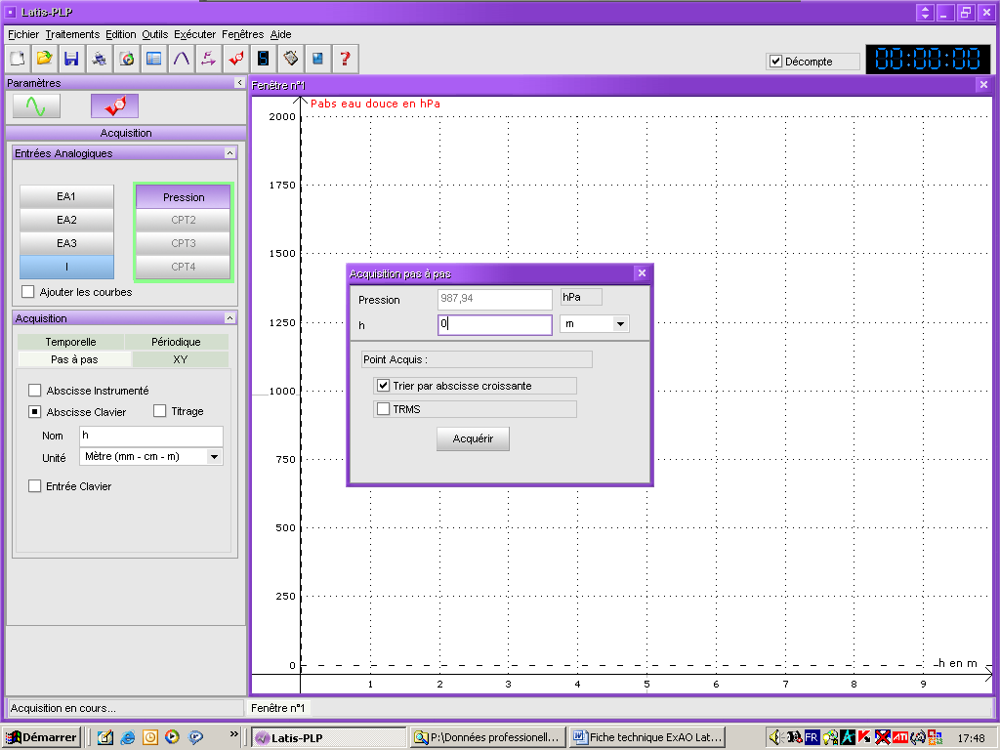 Latis-PLP
Fichier Traitements Edition Outils Exécuter Fenêtres Aide
Décompte
00:00:00
Paramètres
Acquisition
Entrées Analogiques
EA1
EA2
EA3
I
Pression
CPT2
CPT3
CPT4
Ajouter les courbes
Acquisition
Temporelle Périodique
Pas à pas XY
Abscisse Instrumenté
Abscisse Clavier Titrage
Nom h
Unité Mètre (mm - cm - m)
Entrée Clavier
Acquisition en cours...
Fenêtre n°1
Pabs eau douce en hPa
2000
1750
1500
1250
1000
750
500
250
0
h en m
1 2 3 4 5 6 7 8 9
Acquisition pas à pas
Pression 987,94 hPa
h 0 m
Point Acquis :
Trier par abscisse croissante
TRMS
Acquérir
Fenêtre n°1
Démarrer
Latis-PLP
P:\Données professionell...
Fiche technique ExAO Lat...
FR
ATI
17:48